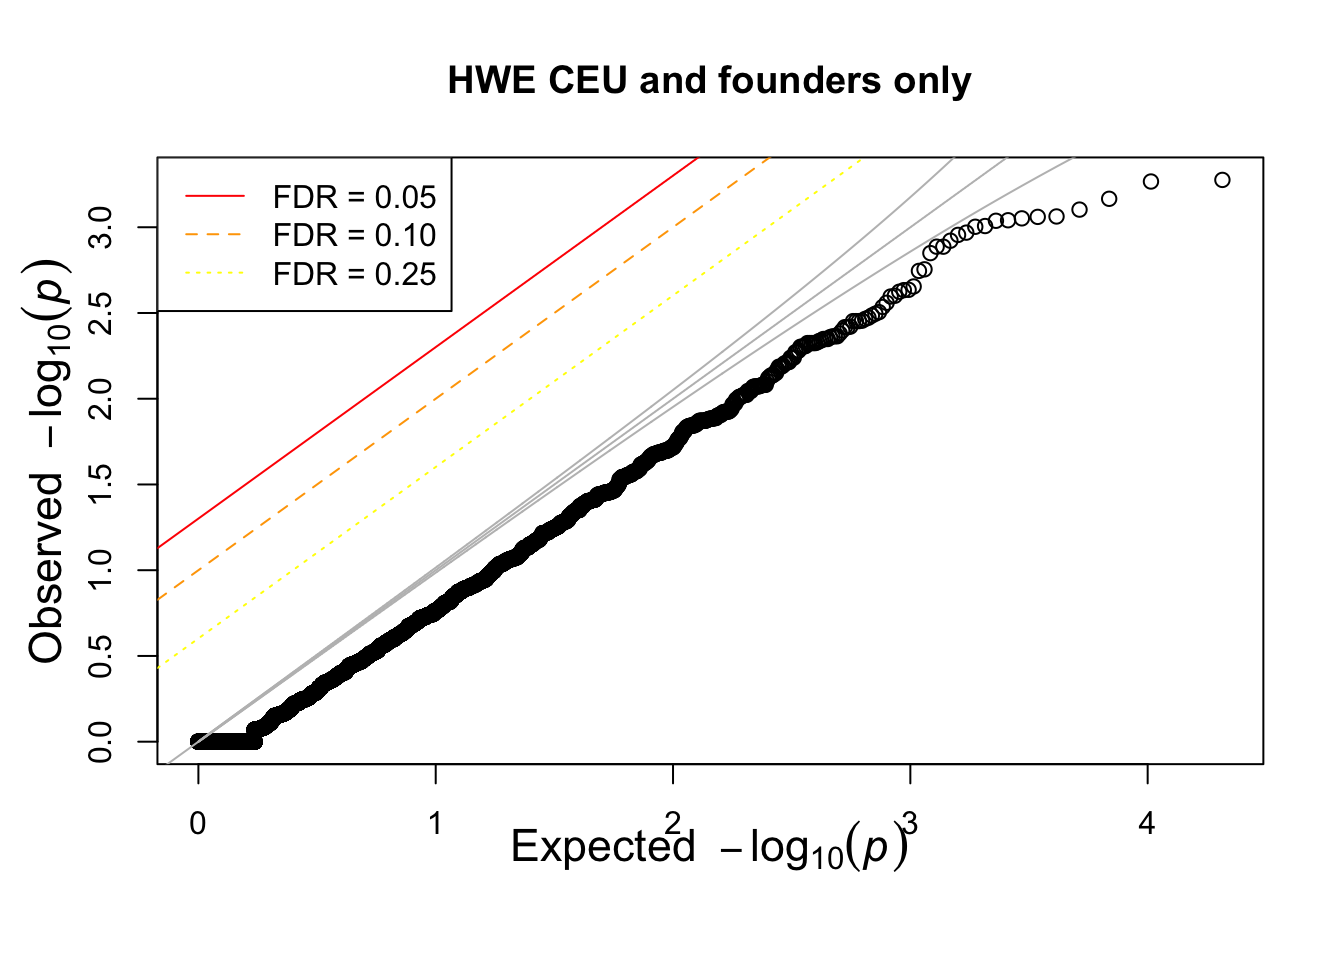 HWE CEU and founders only
FDR = 0.05
FDR = 0.10
FDR = 0.25
Observed −log10(p)
0.0 0.5 1.0 1.5 2.0 2.5 3.0
0 1 2 3 4
Expected −log10(p)